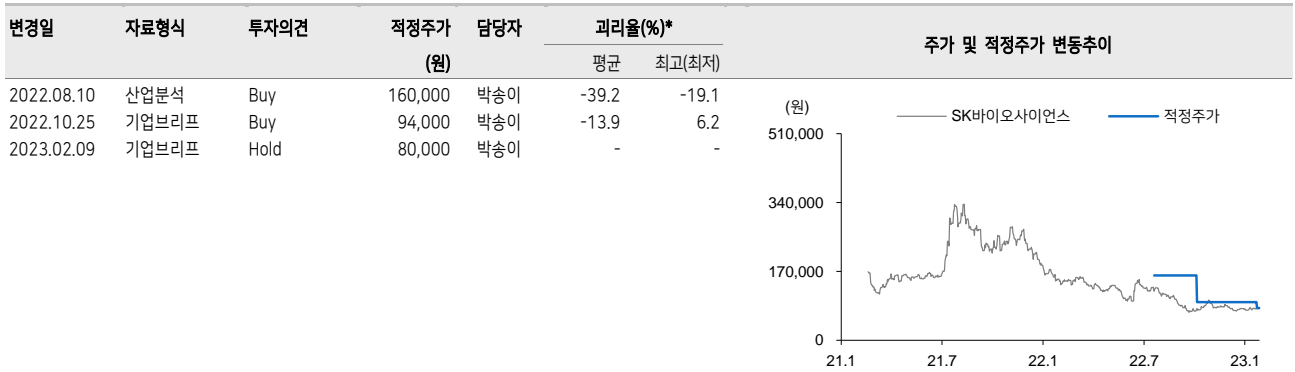 변경일 자료형식 투자의견 적정주가 담당자 괴리율(%)* 주가 및 적정주가 변동추이
(원) 평균 최고(최저)
2022.08.10 산업분석 Buy 160,000 박송이 -39.2 -19.1
2022.10.25 기업브리프 Buy 94,000 박송이 -13.9 6.2
2023.02.09 기업브리프 Hold 80,000 박송이 - -
(원) SK바이오사이언스 적정주가
510,000
340,000
170,000
0
21.1 21.7 22.1 22.7 23.1